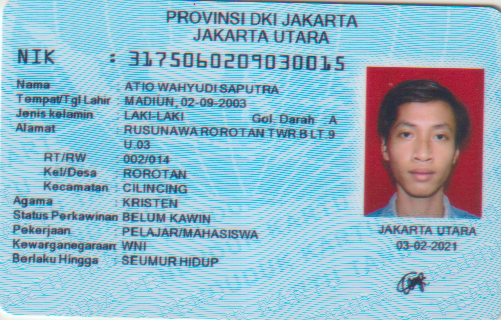 PROVINSI DKI JAKARTA
JAKARTA UTARA
NIK : 3175060209030015
Nama : ATIO WAHYUDI SAPUTRA
Tempat/Tgl Lahir : MADIUN, 02-09-2003
Jenis kelamin : LAKI-LAKI Gol. Darah : A
Alamat : RUSUNAWA ROROTAN TWR B LT.9
U.03
RT/RW : 002/014
Kel/Desa : ROROTAN
Kecamatan : CILINCING
Agama : KRISTEN
Status Perkawinan: BELUM KAWIN
Pekerjaan : PELAJAR/MAHASISWA
Kewarganegaraan: WNI
Berlaku Hingga : SEUMUR HIDUP
JAKARTA UTARA
03-02-2021